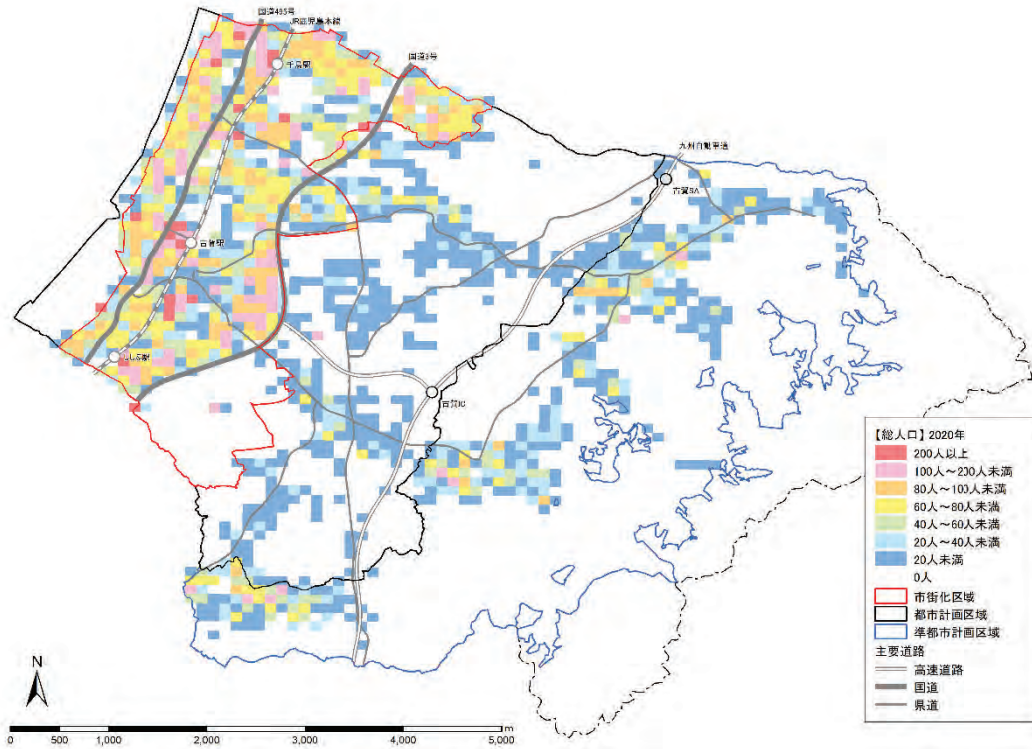 国道495号
JR鹿児島本線
千鳥駅
国道3号
九州自動車道
古賀SA
古賀駅
ししぶ駅
古賀IC
【総人口】2020年
200人以上
100人～200人未満
80人～100人未満
60人～80人未満
40人～60人未満
20人～40人未満
20人未満
0人
市街化区域
都市計画区域
準都市計画区域
主要道路
高速道路
国道
県道
N
0 500 1,000 2,000 3,000 4,000 5,000 m